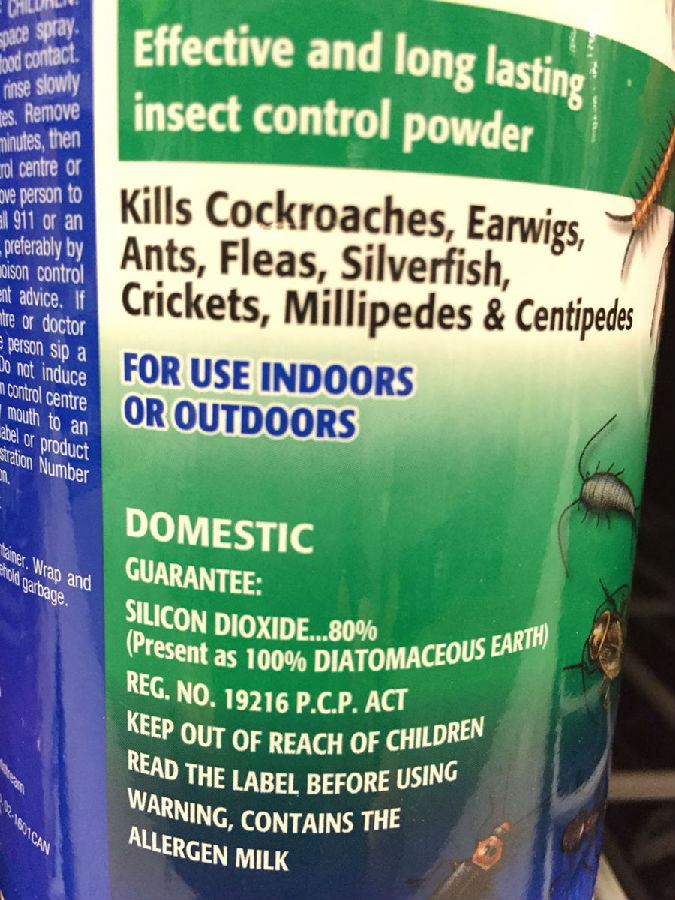 CHILDREN:
space spray.
food contact.
rinse slowly
Remove
minutes, then
centre or
person to
911 or an
preferably by
poison control
advice. If
or doctor
person sip a
Do not induce
control centre
mouth to an
label or product
Number
Wrap and
garbage.
Effective and long lasting
insect control powder
Kills Cockroaches, Earwigs,
Ants, Fleas, Silverfish,
Crickets, Millipedes & Centipedes
FOR USE INDOORS
OR OUTDOORS
DOMESTIC
GUARANTEE:
SILICON DIOXIDE...80%
(Present as 100% DIATOMACEOUS EARTH)
REG. NO. 19216 P.C.P. ACT
KEEP OUT OF REACH OF CHILDREN
READ THE LABEL BEFORE USING
WARNING, CONTAINS THE
ALLERGEN MILK